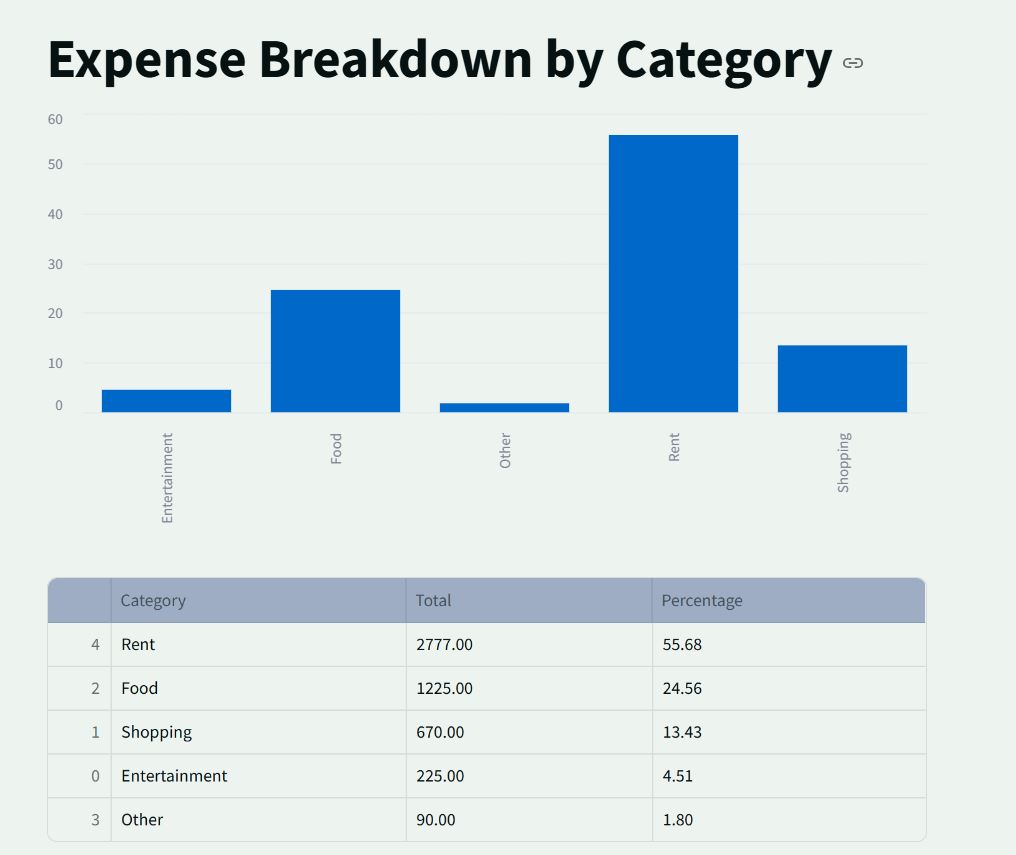 Expense Breakdown by Category
60
50
40
30
20
10
0
Entertainment
Food
Other
Rent
Shopping
Category Total Percentage
4 Rent 2777.00 55.68
2 Food 1225.00 24.56
1 Shopping 670.00 13.43
0 Entertainment 225.00 4.51
3 Other 90.00 1.80